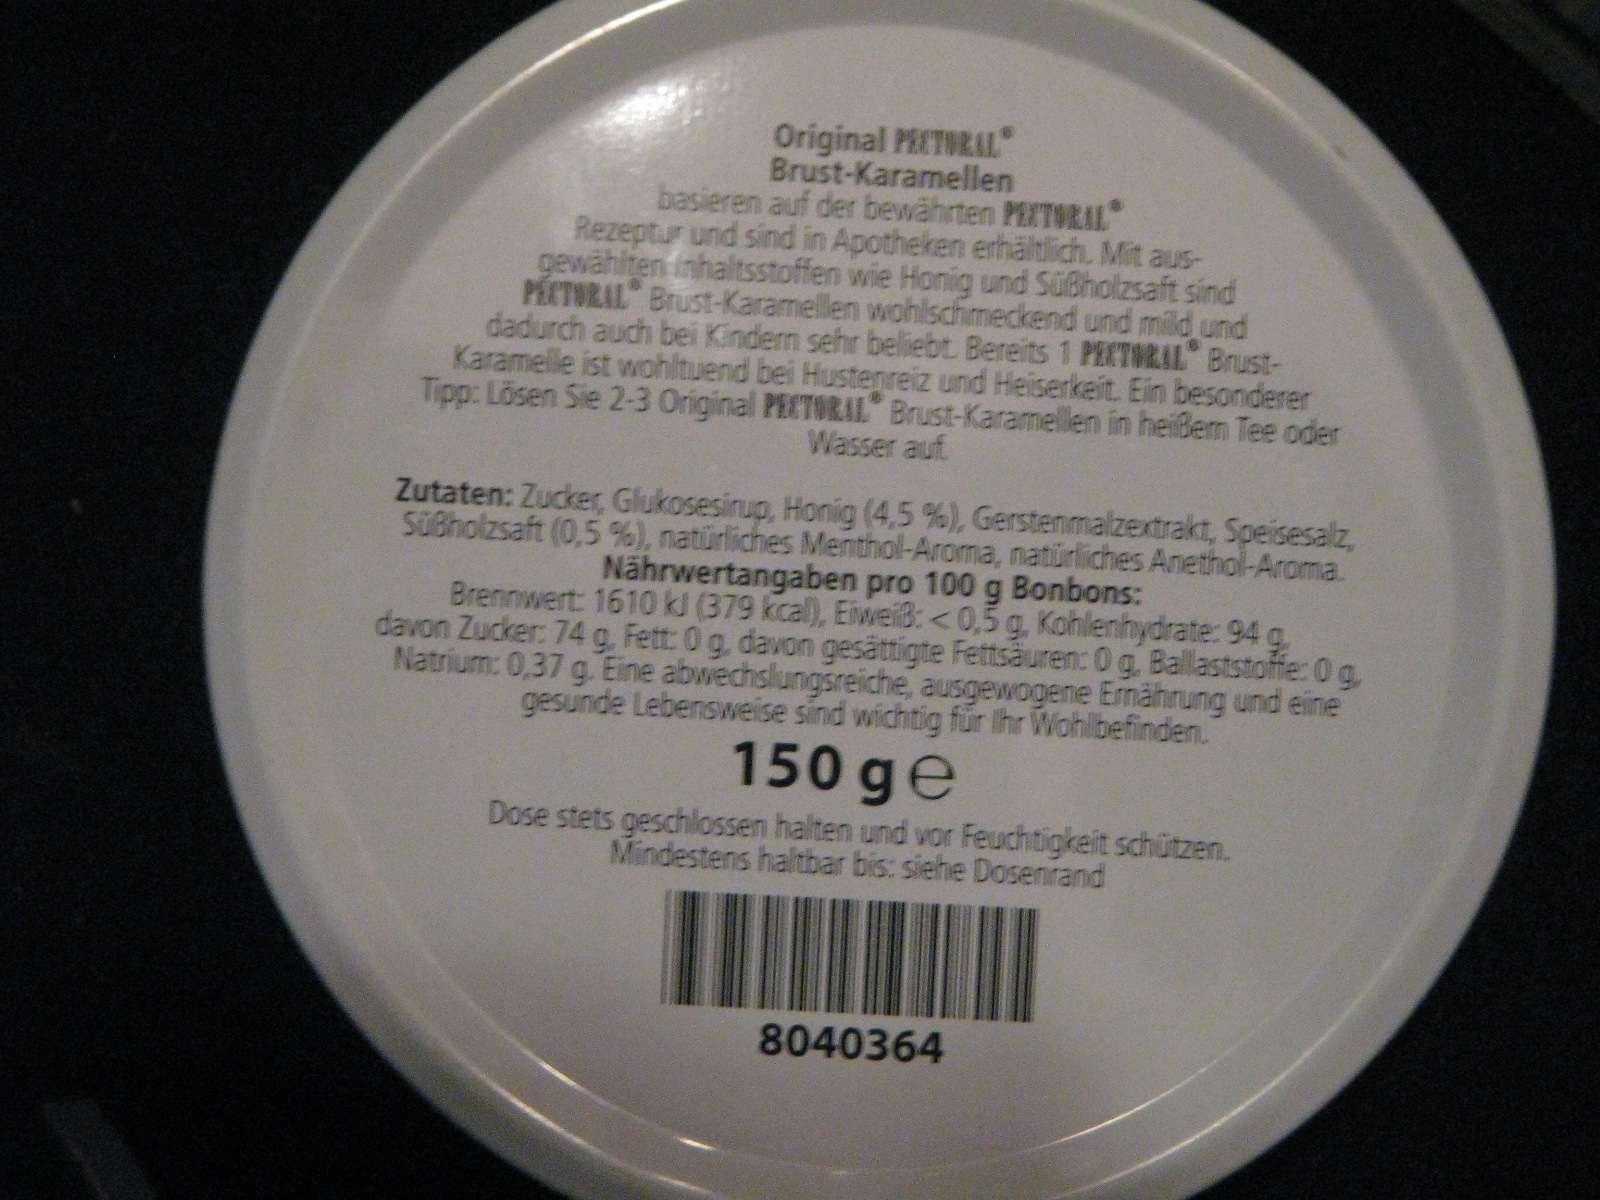 Original PECTORAL®
Brust-Karamellen
basieren auf der bewährten PECTORAL®
Rezeptur und sind in Apotheken erhältlich. Mit aus-
gewählten Inhaltsstoffen wie Honig und Süßholzsaft sind
PECTORAL® Brust-Karamellen wohlschmeckend und mild und
dadurch auch bei Kindern sehr beliebt. Bereits 1 PECTORAL® Brust-
Karamelle ist wohltuend bei Hustenreiz und Heiserkeit. Ein besonderer
Tipp: Lösen Sie 2-3 Original PECTORAL® Brust-Karamellen in heißem Tee oder
Wasser auf.
Zutaten: Zucker, Glukosesirup, Honig (4,5 %), Gerstenmalzextrakt, Speisesalz,
Süßholzsaft (0,5 %), natürliches Menthol-Aroma, natürliches Anethol-Aroma.
Nährwertangaben pro 100 g Bonbons:
Brennwert: 1610 kJ (379 kcal), Eiweiß: < 0,5 g, Kohlenhydrate: 94 g,
davon Zucker: 74 g, Fett: 0 g, davon gesättigte Fettsäuren: 0 g, Ballaststoffe: 0 g,
Natrium: 0,37 g. Eine abwechslungsreiche, ausgewogene Ernährung und eine
gesunde Lebensweise sind wichtig für Ihr Wohlbefinden.
150 g ℮
Dose stets geschlossen halten und vor Feuchtigkeit schützen.
Mindestens haltbar bis: siehe Dosenrand
8040364